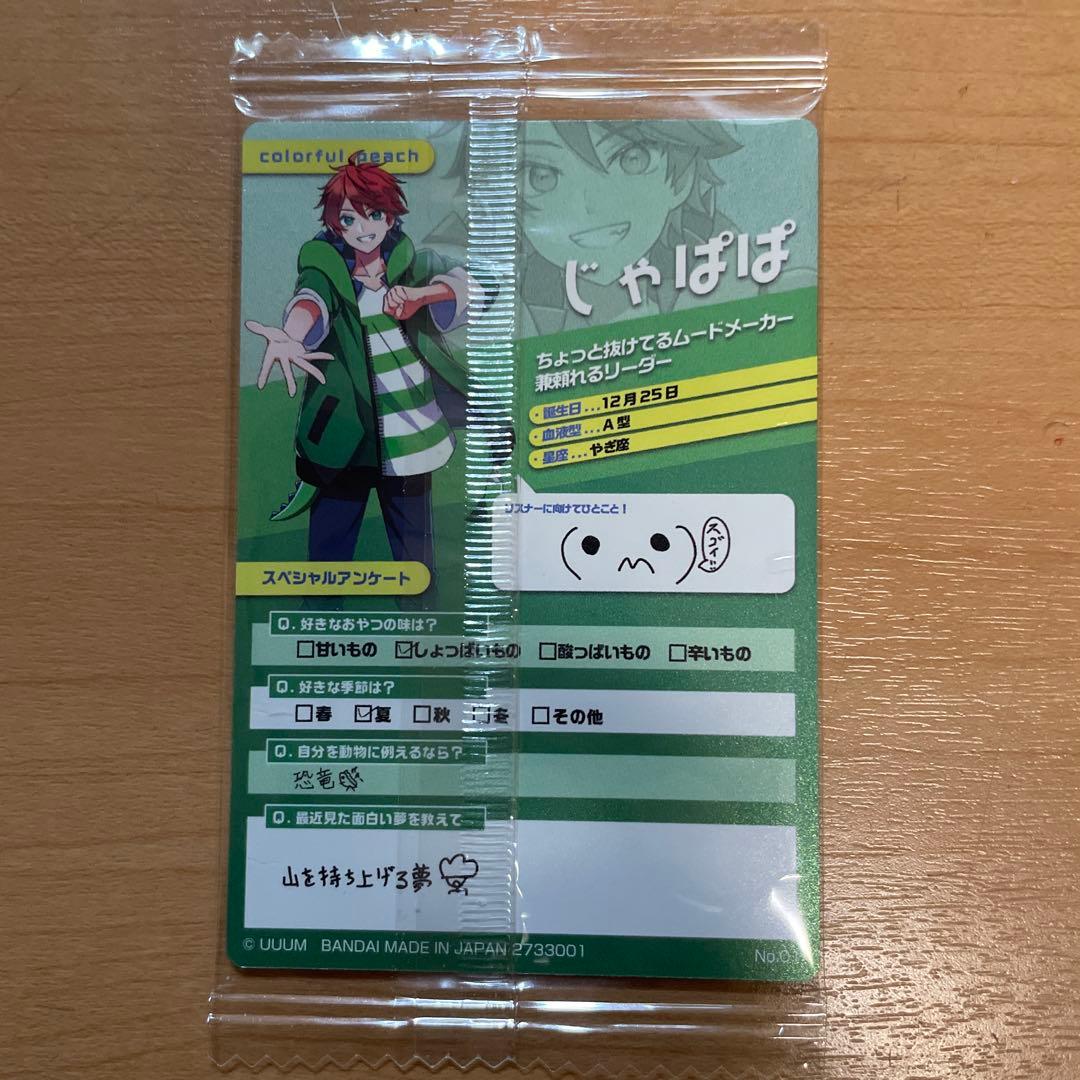 colorful peach
じゃぱぱ
ちょっと抜けてるムードメーカー
兼頼れるリーダー
・誕生日...12月25日
・血液型...A型
・星座...やぎ座
リスナーに向けてひとこと！
スゴイ!!
スペシャルアンケート
Q. 好きなおやつの味は？
□甘いもの ☑しょっぱいもの □酸っぱいもの □辛いもの
Q. 好きな季節は？
□春 ☑夏 □秋 □冬 □その他
Q. 自分を動物に例えるなら？
恐竜
Q. 最近見た面白い夢を教えて
山を持ち上げる夢
© UUUM BANDAI MADE IN JAPAN 2733001